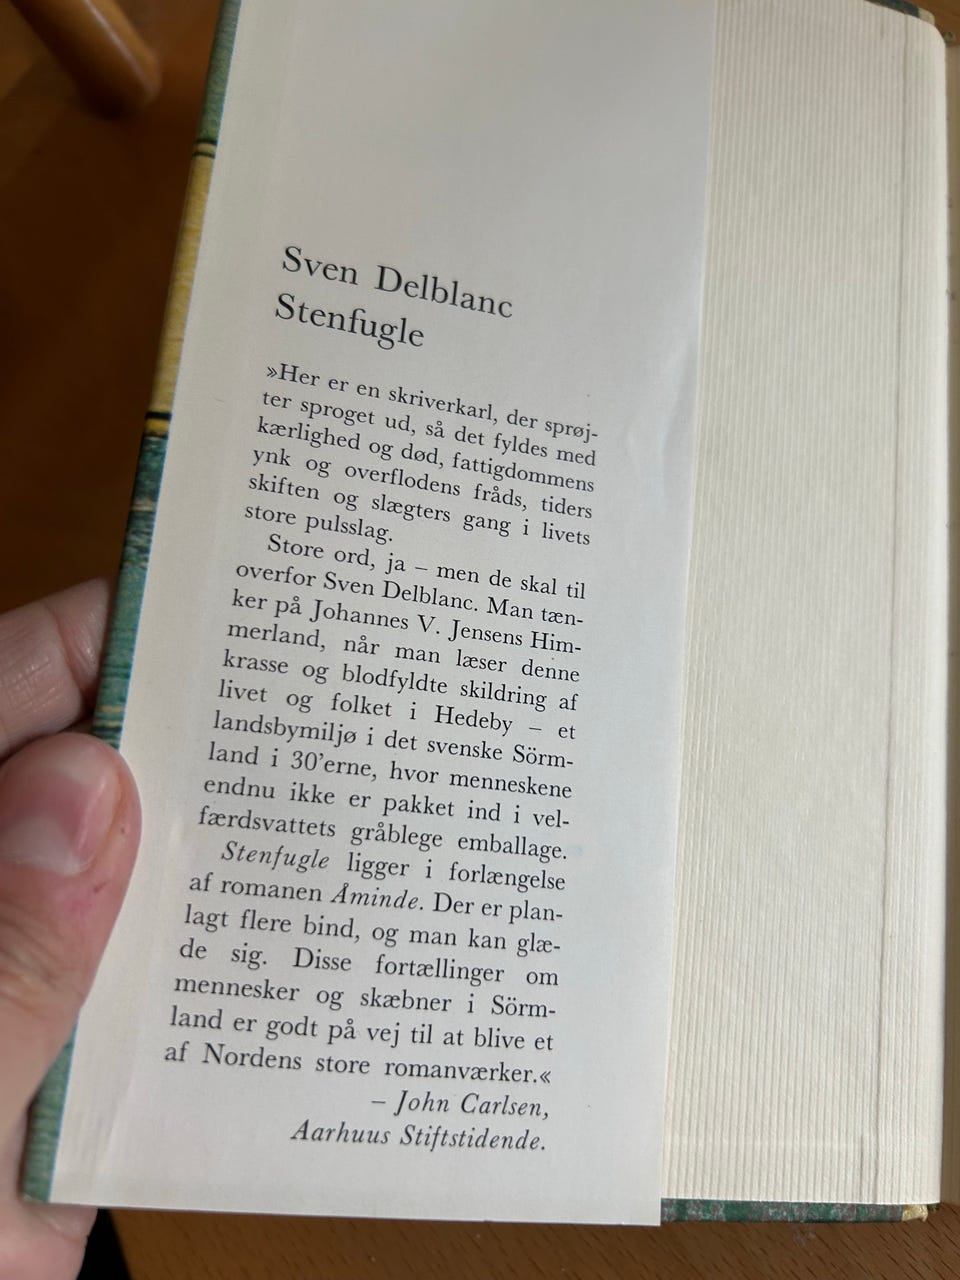 Sven Delblanc
Stenfugle
»Her er en skriverkarl, der sprøj-
ter sproget ud, så det fyldes med
kærlighed og død, fattigdommens
ynk og overflodens fråds, tiders
skiften og slægters gang i livets
store pulsslag.
Store ord, ja – men de skal til
overfor Sven Delblanc. Man tæn-
ker på Johannes V. Jensens Him-
merland, når man læser denne
krasse og blodfyldte skildring af
livet og folket i Hedeby – et
landsbymiljø i det svenske Sörm-
land i 30’erne, hvor menneskene
endnu ikke er pakket ind i vel-
færdsvattets gråblege emballage.
Stenfugle ligger i forlængelse
af romanen Åminde. Der er plan-
lagt flere bind, og man kan glæ-
de sig. Disse fortællinger om
mennesker og skæbner i Sörm-
land er godt på vej til at blive et
af Nordens store romanværker.«
– John Carlsen,
Aarhuus Stiftstidende.